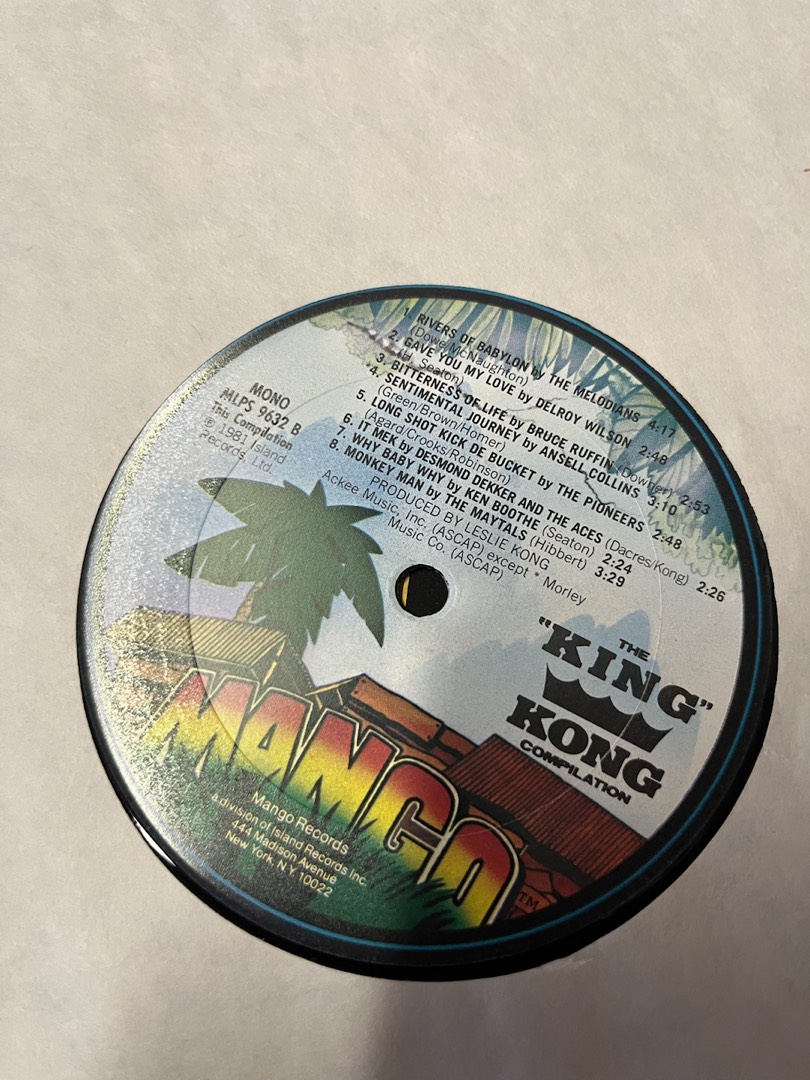 1. RIVERS OF BABYLON by THE MELODIANS 4:17
(Dowe/McNaughton)
2. GAVE YOU MY LOVE by DELROY WILSON 2:48
(H. Seaton)
3. BITTERNESS OF LIFE by BRUCE RUFFIN (Downer) 2:53
4. SENTIMENTAL JOURNEY by ANSELL COLLINS 3:10
(Green/Brown/Homer)
5. LONG SHOT KICK DE BUCKET by THE PIONEERS 2:48
(Agard/Crooks/Robinson)
6. IT MEK by DESMOND DEKKER AND THE ACES (Dacres/Kong) 2:26
7. WHY BABY WHY by KEN BOOTHE (Seaton) 2:24
8. MONKEY MAN by THE MAYTALS (Hibbert) 3:29
PRODUCED BY LESLIE KONG
Ackee Music, Inc. (ASCAP) except * Morley
Music Co. (ASCAP)
MONO
MLPS 9632 B
This Compilation
℗ 1981 Island
Records, Ltd.
THE
"KING"
KONG
COMPILATION
MANGO
TM
Mango Records
a division of Island Records Inc.
444 Madison Avenue
New York, N Y 10022